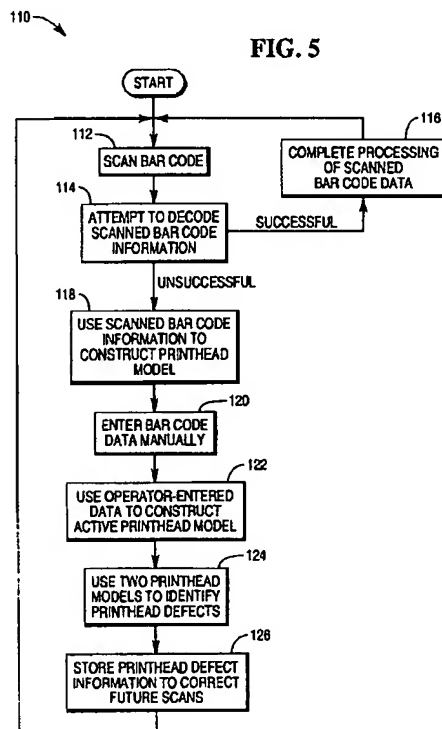 110
FIG. 5
START
112
SCAN BAR CODE
116
COMPLETE PROCESSING
OF SCANNED
BAR CODE DATA
114
ATTEMPT TO DECODE
SCANNED BAR CODE
INFORMATION
SUCCESSFUL
UNSUCCESSFUL
118
USE SCANNED BAR CODE
INFORMATION TO
CONSTRUCT PRINTHEAD
MODEL
120
ENTER BAR CODE
DATA MANUALLY
122
USE OPERATOR-ENTERED
DATA TO CONSTRUCT
ACTIVE PRINTHEAD MODEL
124
USE TWO PRINTHEAD
MODELS TO IDENTIFY
PRINTHEAD DEFECTS
126
STORE PRINTHEAD DEFECT
INFORMATION TO CORRECT
FUTURE SCANS